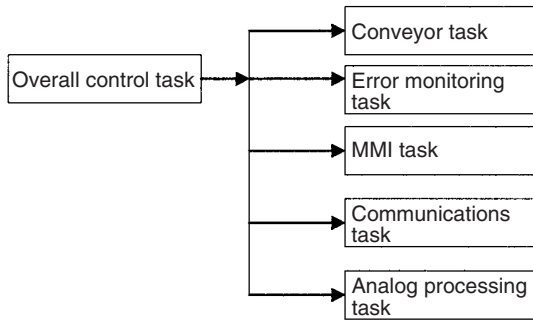 Conveyor task
Overall control task
Error monitoring
task
MMI task
Communications
task
Analog processing
task